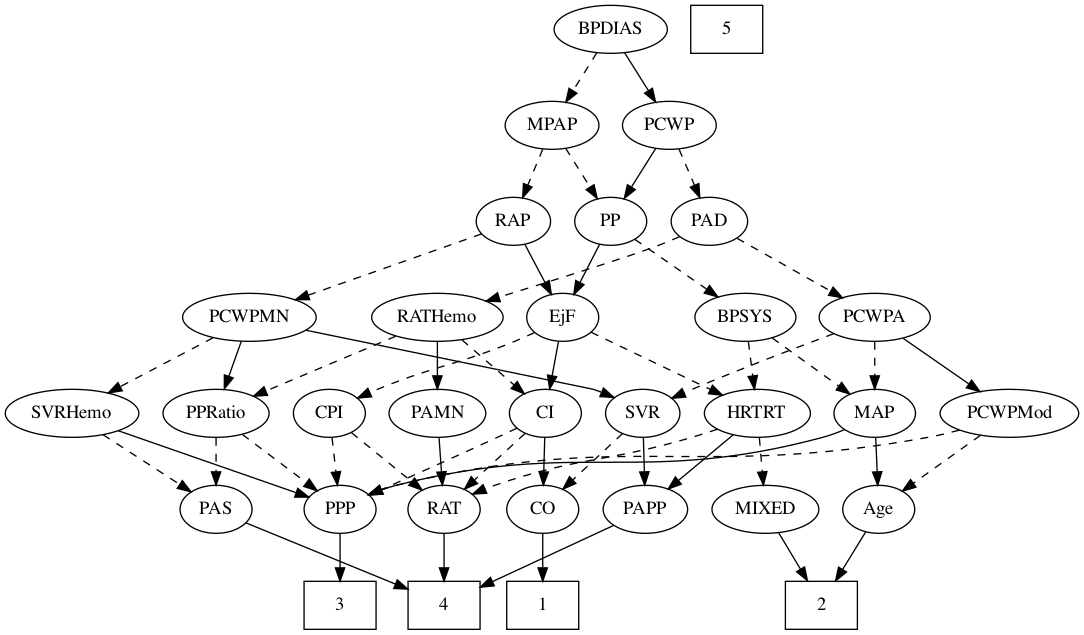 BPDIAS
5
MPAP
PCWP
RAP
PP
PAD
PCWPMN
RATHemo
EjF
BPSYS
PCWPA
SVRHemo
PPRatio
CPI
PAMN
CI
SVR
HRTRT
MAP
PCWPMod
PAS
PPP
RAT
CO
PAPP
MIXED
Age
3
4
1
2